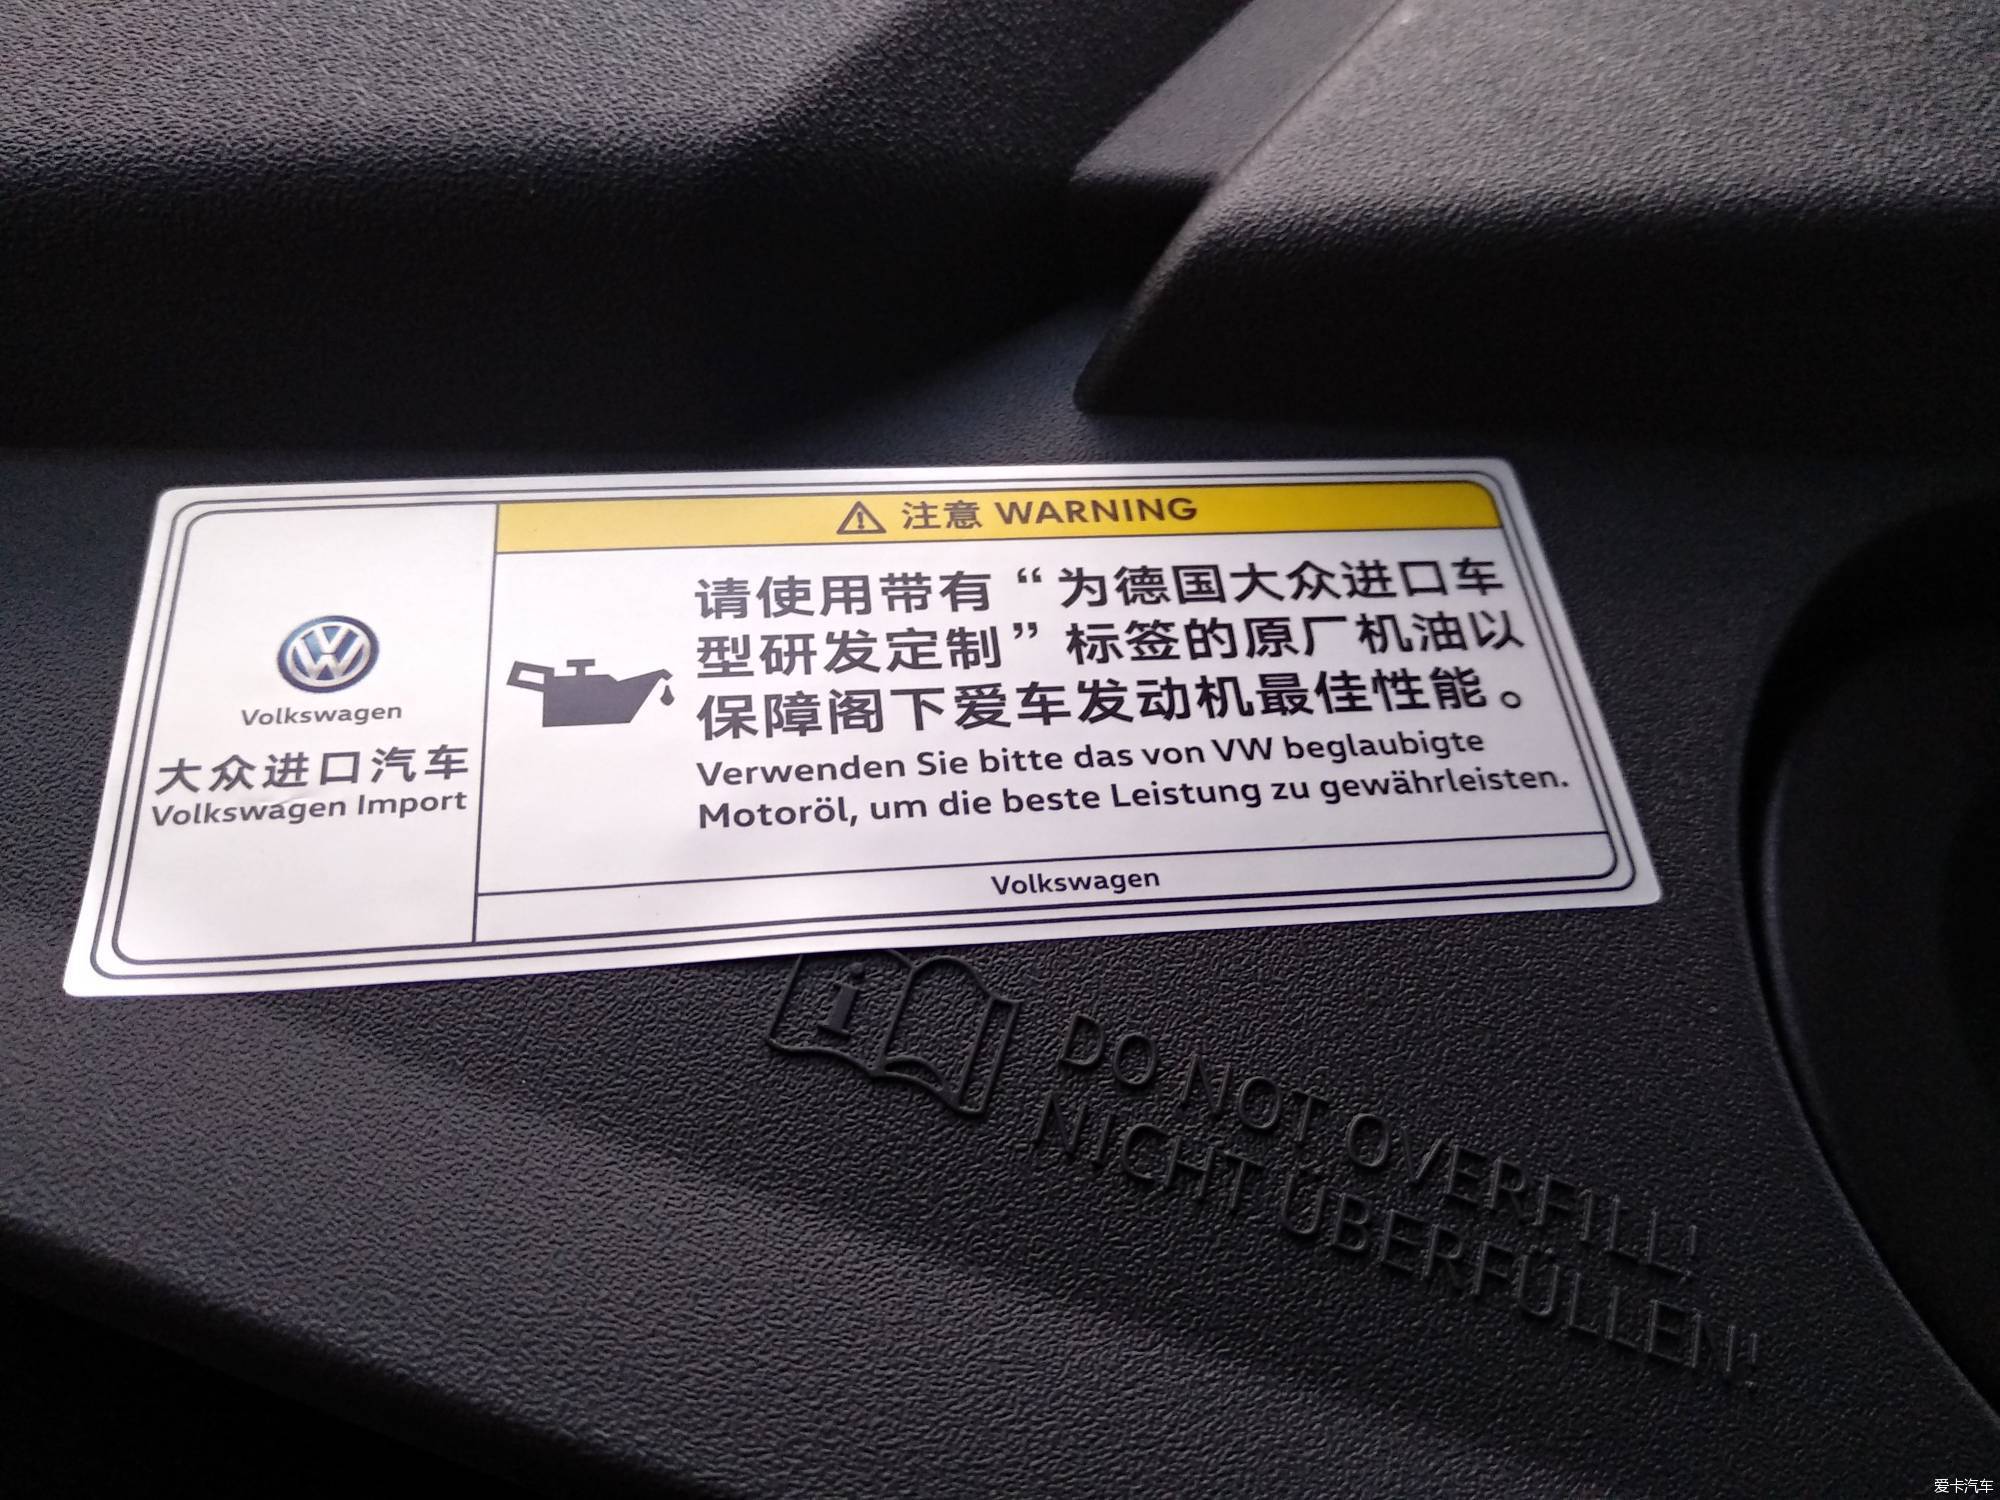 Volkswagen
大众进口汽车
Volkswagen Import
注意 WARNING
请使用带有“为德国大众进口车
型研发定制”标签的原厂机油以
保障阁下爱车发动机最佳性能。
Verwenden Sie bitte das von VW beglaubigte
Motoröl, um die beste Leistung zu gewährleisten.
Volkswagen
i
DO NOT OVERFILL!
NICHT ÜBERFÜLLEN!
爱卡汽车